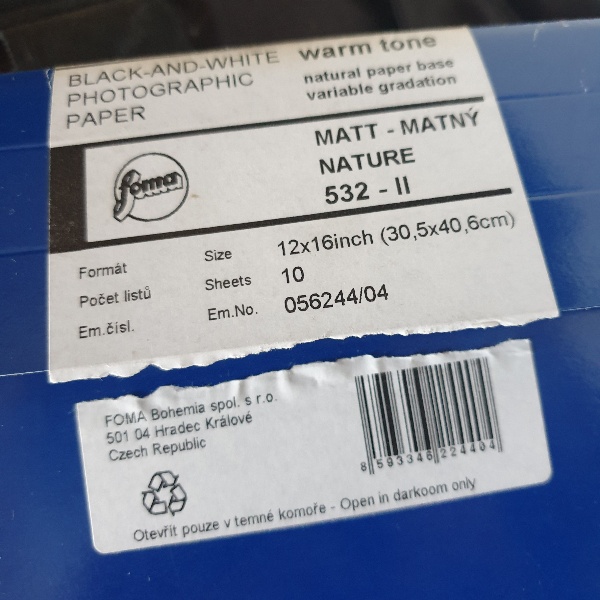 BLACK-AND-WHITE
PHOTOGRAPHIC
PAPER
warm tone
natural paper base
variable gradation
foma
MATT - MATNÝ
NATURE
532 - II
Formát Size 12x16inch (30,5x40,6cm)
Počet listů Sheets 10
Em.čísl. Em.No. 056244/04
FOMA Bohemia spol. s r.o.
501 04 Hradec Králové
Czech Republic
8 593346 224404
Otevřít pouze v temné komoře - Open in darkoom only